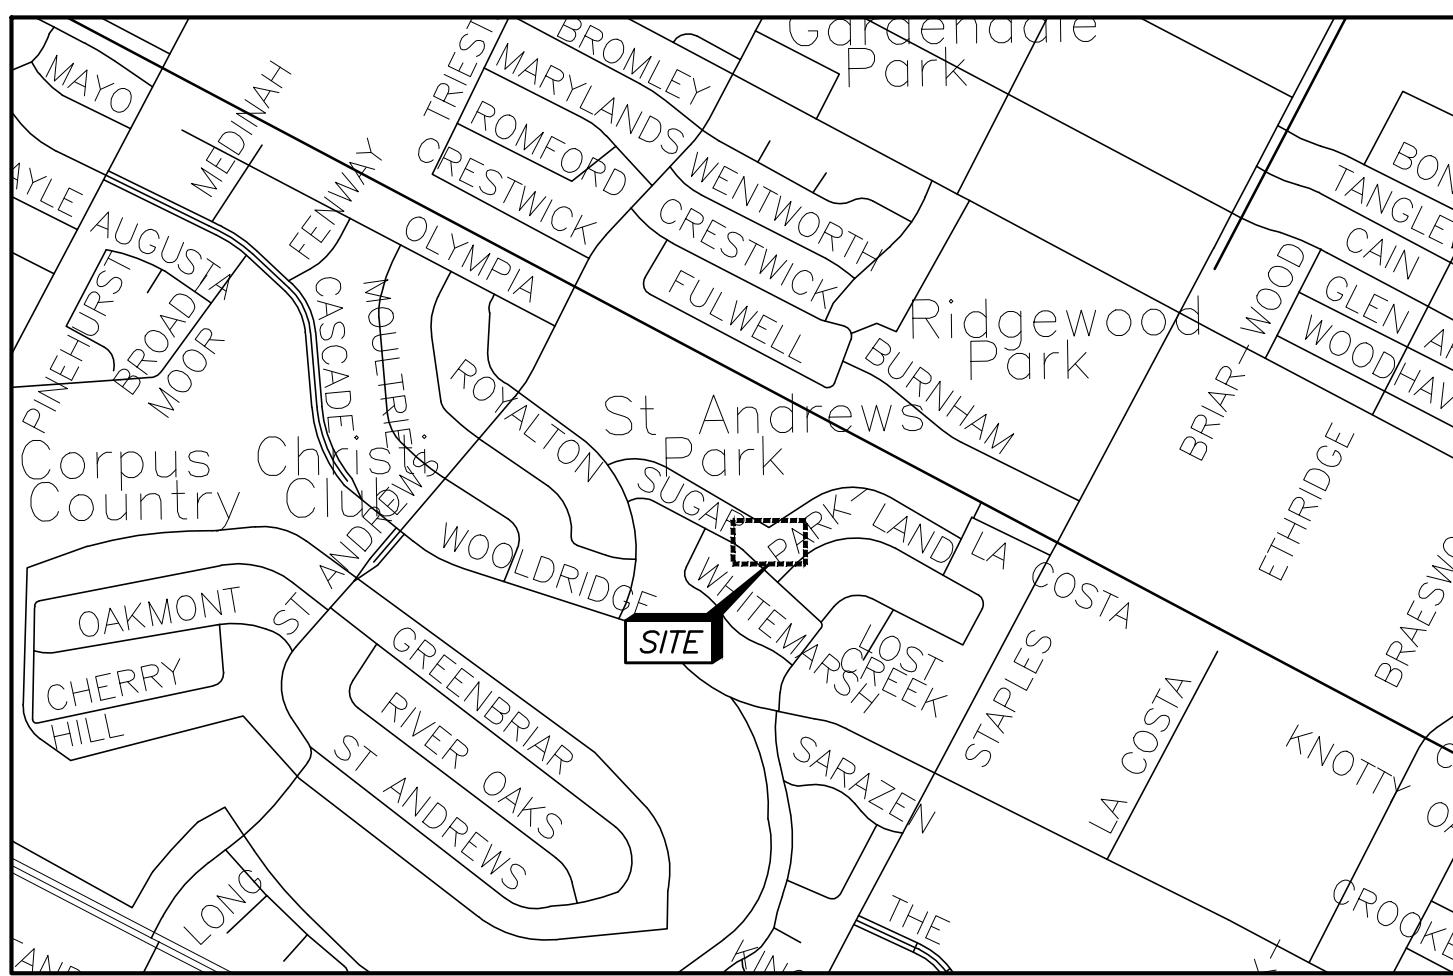 Gardendale
Park
BROMLEY
MARYLANDS
ROMFORD
CRESTWICK
MAYO
MEDINAH
FENWAY
OLYMPIA
WENTWORTH
CRESTWICK
FULWELL
AUGUSTA
PINEHURST
BROAD
MOOR
CASCADE
MOULTRIE
ROYALTON
Ridgewood
Park
BURNHAM
CAIN
GLEN
BRIAR-WOOD
ETHRIDGE
St Andrews
Park
Corpus Christi
Country Club
ST ANDREWS
SUGAR
PARK
LAND
WOOLDRIDGE
WHITEMARSH
SITE
LA COSTA
LOST
CREEK
OAKMONT
CHERRY
HILL
GREENBRIAR
RIVER OAKS
ST ANDREWS
STAPLES
LA COSTA
SARAZEN
KNOTTY
LONG
THE